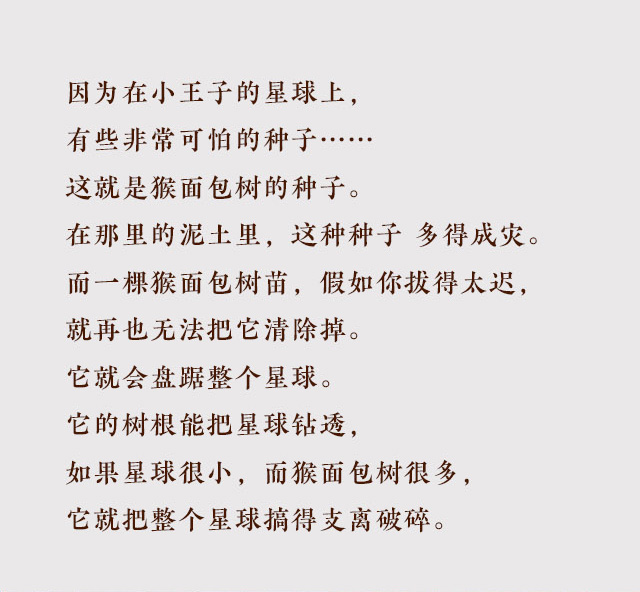 因为在小王子的星球上，
有些非常可怕的种子……
这就是猴面包树的种子。
在那里的泥土里，这种种子 多得成灾。
而一棵猴面包树苗，假如你拔得太迟，
就再也无法把它清除掉。
它就会盘踞整个星球。
它的树根能把星球钻透，
如果星球很小，而猴面包树很多，
它就把整个星球搞得支离破碎。